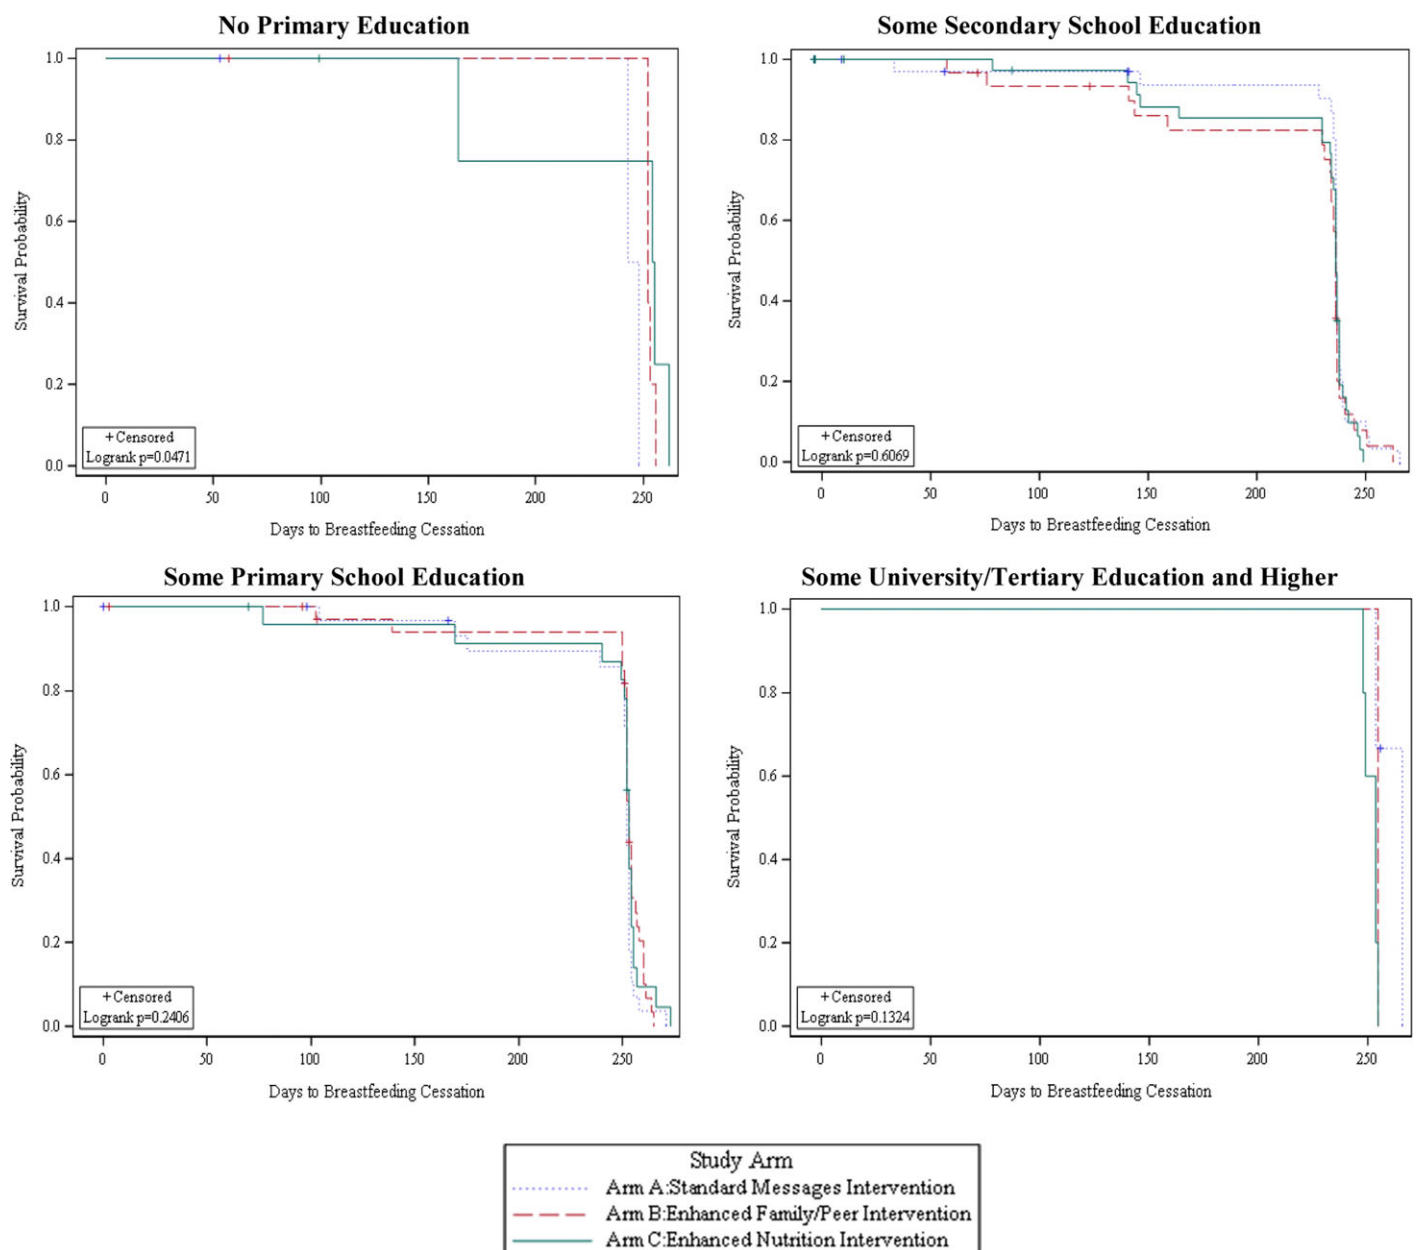 No Primary Education
1.0
0.8
0.6
0.4
0.2
0.0
Survival Probability
+ Censored
Logrank p=0.0471
0 50 100 150 200 250
Days to Breastfeeding Cessation
Some Secondary School Education
1.0
0.8
0.6
0.4
0.2
0.0
Survival Probability
+ Censored
Logrank p=0.6069
0 50 100 150 200 250
Days to Breastfeeding Cessation
Some Primary School Education
1.0
0.8
0.6
0.4
0.2
0.0
Survival Probability
+ Censored
Logrank p=0.2406
0 50 100 150 200 250
Days to Breastfeeding Cessation
Some University/Tertiary Education and Higher
1.0
0.8
0.6
0.4
0.2
0.0
Survival Probability
+ Censored
Logrank p=0.1324
0 50 100 150 200 250
Days to Breastfeeding Cessation
Study Arm
Arm A:Standard Messages Intervention
Arm B:Enhanced Family/Peer Intervention
Arm C:Enhanced Nutrition Intervention